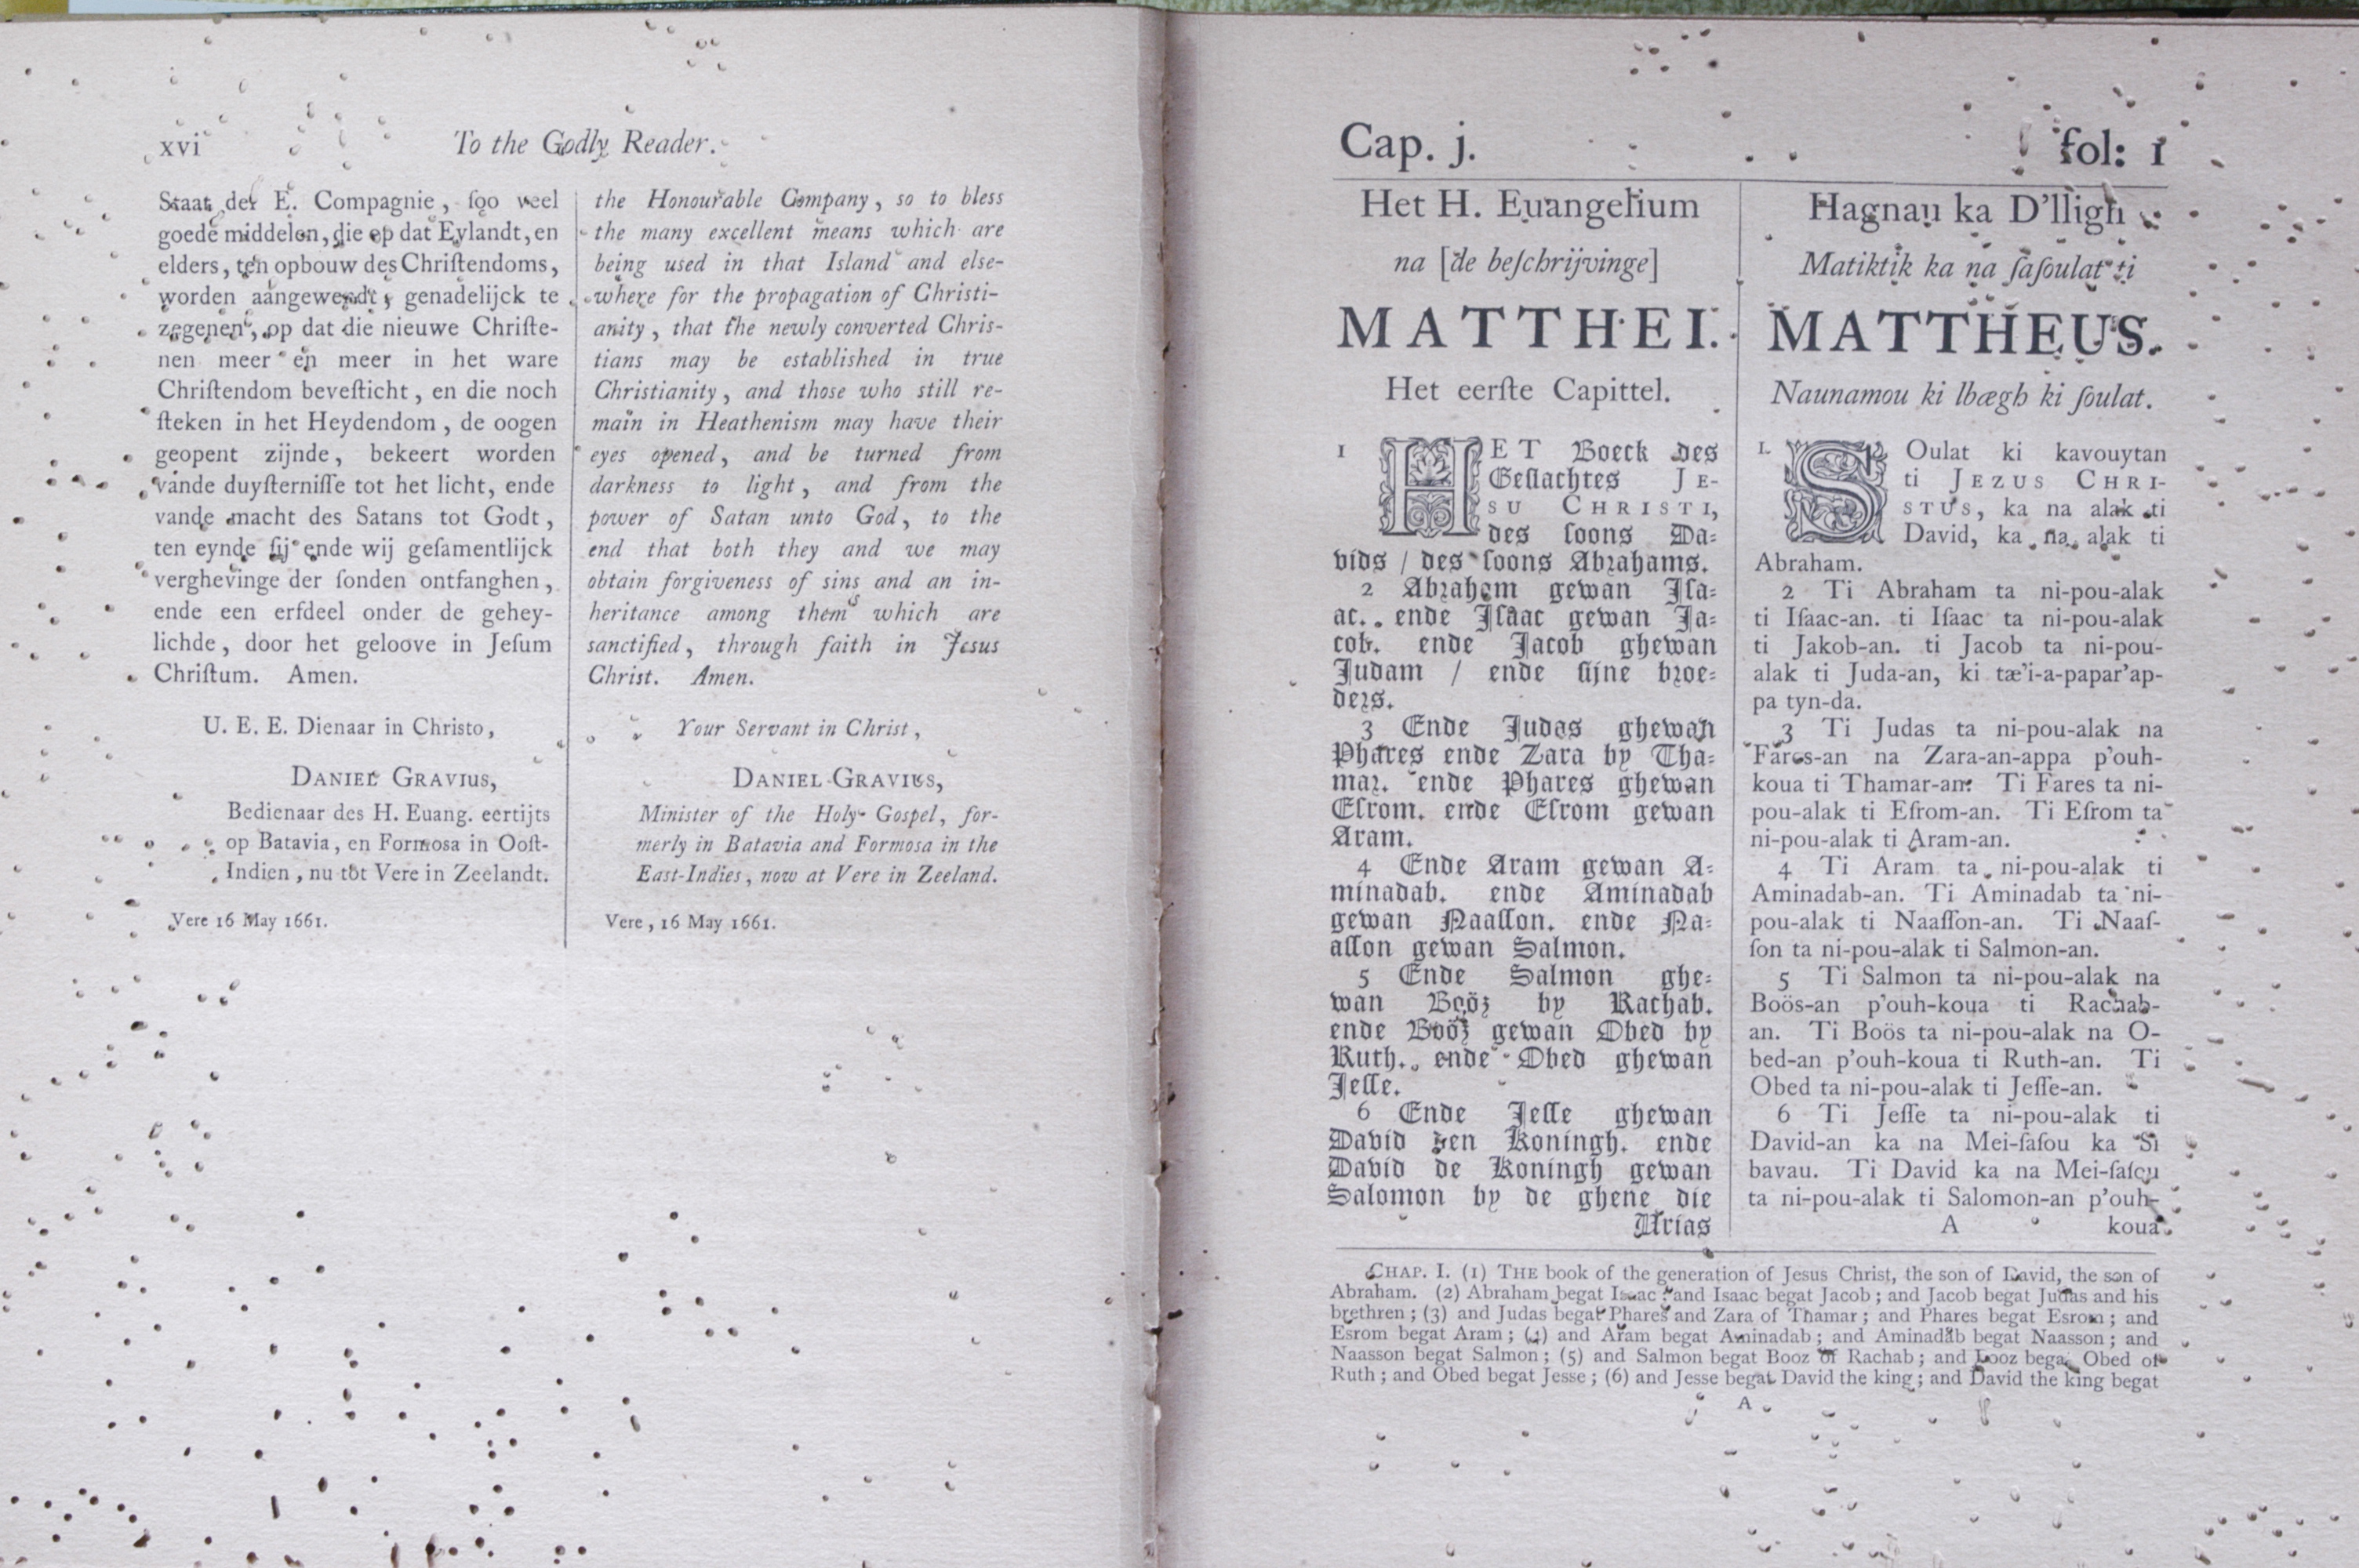 xvi
To the Godly Reader.
Staat der E. Compagnie, ſoo veel
goede middelen, die op dat Eylandt, en
elders, ten opbouw des Chriſtendoms,
worden aangewendt, genadelijck te
zegenen, op dat die nieuwe Chriſte-
nen meer en meer in het ware
Chriſtendom beveſticht, en die noch
ſteken in het Heydendom, de oogen
geopent zijnde, bekeert worden
vande duyſterniſſe tot het licht, ende
vande macht des Satans tot Godt,
ten eynde ſij ende wij geſamentlijck
verghevinge der ſonden ontfanghen,
ende een erfdeel onder de gehey-
lichde, door het geloove in Jeſum
Chriſtum. Amen.
U. E. E. Dienaar in Christo,
DANIEL GRAVIUS,
Bedienaar des H. Euang. eertijts
op Batavia, en Formosa in Ooſt-
Indien, nu tot Vere in Zeelandt.
Vere 16 May 1661.
the Honourable Company, so to bless
the many excellent means which are
being used in that Island and else-
where for the propagation of Christi-
anity, that the newly converted Chris-
tians may be established in true
Christianity, and those who still re-
main in Heathenism may have their
eyes opened, and be turned from
darkness to light, and from the
power of Satan unto God, to the
end that both they and we may
obtain forgiveness of sins and an in-
heritance among them which are
sanctified, through faith in Jesus
Christ. Amen.
Your Servant in Christ,
DANIEL GRAVIUS,
Minister of the Holy Gospel, for-
merly in Batavia and Formosa in the
East-Indies, now at Vere in Zeeland.
Vere, 16 May 1661.
Cap. j.
fol: 1
Het H. Euangelium
na [de beſchrijvinge]
MATTHEI.
Het eerſte Capittel.
1 HET Boeck des
Geſlachtes JE-
SU CHRISTI,
des ſoons Da-
vids / des ſoons Abrahams.
2 Abraham gewan Iſa-
ac. ende Iſaac gewan Ja-
cob. ende Jacob ghewan
Judam / ende ſijne broe-
ders.
3 Ende Judas ghewan
Phares ende Zara by Tha-
mar. ende Phares ghewan
Eſrom. ende Eſrom gewan
Aram.
4 Ende Aram gewan A-
minadab. ende Aminadab
gewan Naaſſon. ende Na-
aſſon gewan Salmon.
5 Ende Salmon ghe-
wan Boöz by Rachab.
ende Boöz gewan Obed by
Ruth. ende Obed ghewan
Jeſſe.
6 Ende Jeſſe ghewan
David den Koningh. ende
David de Koningh gewan
Salomon by de ghene die
Urias
Hagnau ka D'lligh
Matiktik ka na ſaſoulat ti
MATTHEUS.
Naunamou ki lbægh ki ſoulat.
1. SOulat ki kavouytan
ti JEZUS CHRI-
STUS, ka na alak ti
David, ka na alak ti
Abraham.
2 Ti Abraham ta ni-pou-alak
ti Iſaac-an. ti Iſaac ta ni-pou-alak
ti Jakob-an. ti Jacob ta ni-pou-
alak ti Juda-an, ki tæ'i-a-papar'ap-
pa tyn-da.
3 Ti Judas ta ni-pou-alak na
Fares-an na Zara-an-appa p'ouh-
koua ti Thamar-an. Ti Fares ta ni-
pou-alak ti Eſrom-an. Ti Eſrom ta
ni-pou-alak ti Aram-an.
4 Ti Aram ta ni-pou-alak ti
Aminadab-an. Ti Aminadab ta ni-
pou-alak ti Naaſſon-an. Ti Naaſ-
ſon ta ni-pou-alak ti Salmon-an.
5 Ti Salmon ta ni-pou-alak na
Boös-an p'ouh-koua ti Rachab-
an. Ti Boös ta ni-pou-alak na O-
bed-an p'ouh-koua ti Ruth-an. Ti
Obed ta ni-pou-alak ti Jeſſe-an.
6 Ti Jeſſe ta ni-pou-alak ti
David-an ka na Mei-ſaſou ka Si
bavau. Ti David ka na Mei-ſaſou
ta ni-pou-alak ti Salomon-an p'ouh-
A koua
CHAP. I. (1) THE book of the generation of Jesus Christ, the son of David, the son of
Abraham. (2) Abraham begat Isaac; and Isaac begat Jacob; and Jacob begat Judas and his
brethren; (3) and Judas begat Phares and Zara of Thamar; and Phares begat Esrom; and
Esrom begat Aram; (4) and Aram begat Aminadab; and Aminadab begat Naasson; and
Naasson begat Salmon; (5) and Salmon begat Booz of Rachab; and Booz begat Obed of
Ruth; and Obed begat Jesse; (6) and Jesse begat David the king; and David the king begat
A